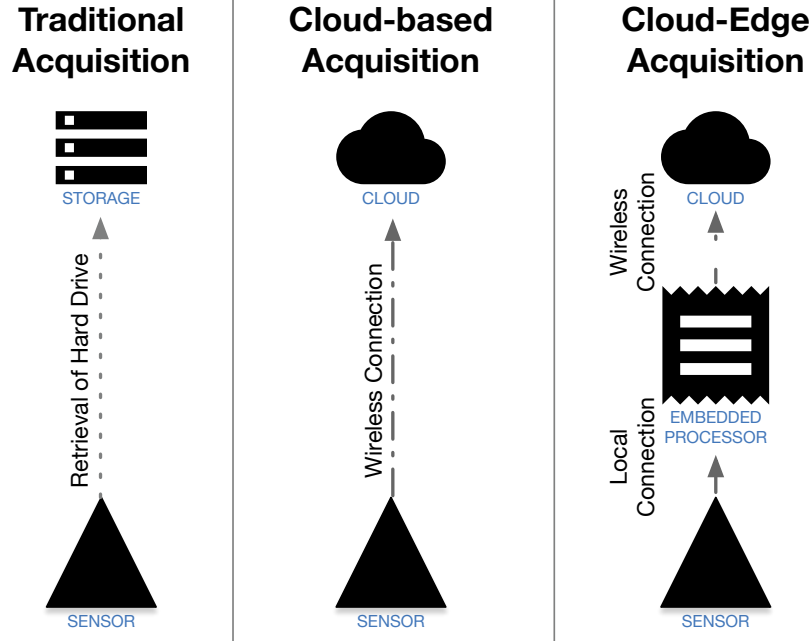 Traditional
Acquisition
STORAGE
Retrieval of Hard Drive
SENSOR
Cloud-based
Acquisition
CLOUD
Wireless Connection
SENSOR
Cloud-Edge
Acquisition
CLOUD
Wireless
Connection
EMBEDDED
PROCESSOR
Local
Connection
SENSOR